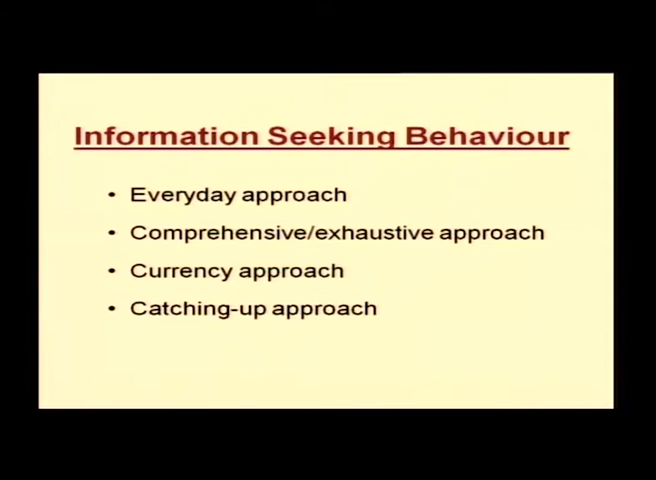 Information Seeking Behaviour
• Everyday approach
• Comprehensive/exhaustive approach
• Currency approach
• Catching-up approach